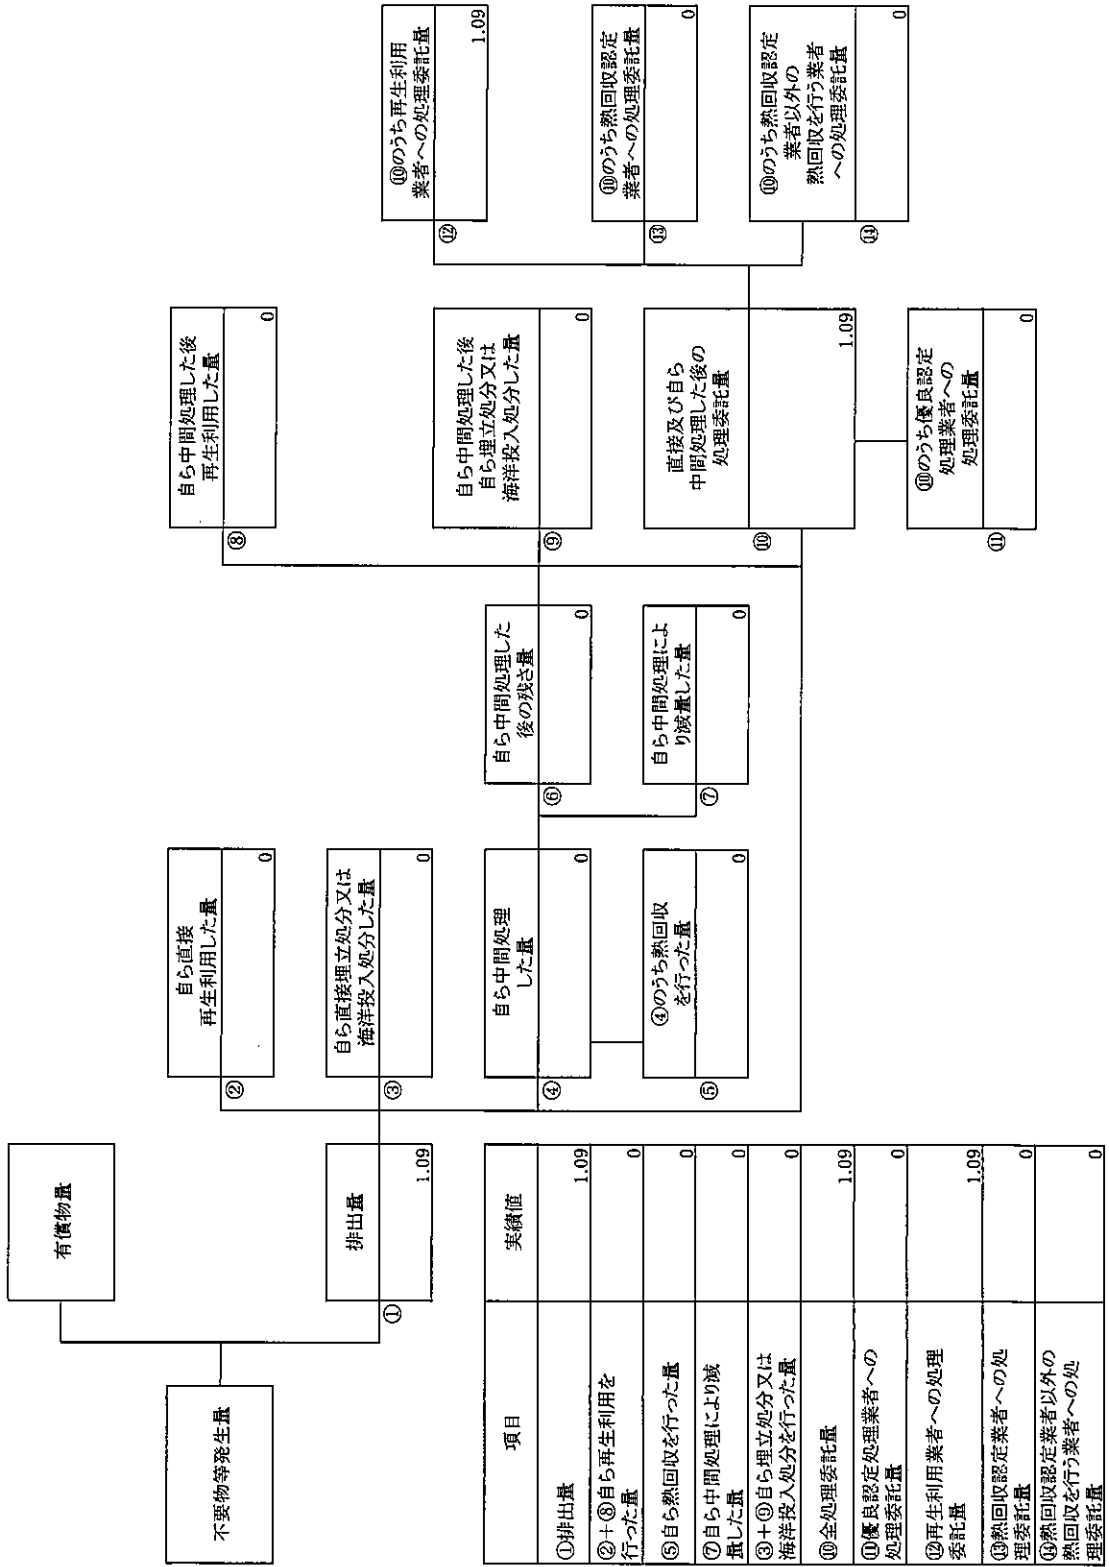 不要物等発生量
有償物量
①
排出量
1.09
②
自ら直接
再生利用した量
0
③
自ら直接埋立処分又は
海洋投入処分した量
0
④
自ら中間処理
した量
0
⑤
④のうち熱回収
を行った量
0
⑥
自ら中間処理した
後の残さ量
0
⑦
自ら中間処理によ
り減量した量
0
⑧
自ら中間処理した後
再生利用した量
0
⑨
自ら中間処理した後
自ら埋立処分又は
海洋投入処分した量
0
⑩
直接及び自ら
中間処理した後の
処理委託量
1.09
⑪
⑩のうち優良認定
処理業者への
処理委託量
0
⑫
⑩のうち再生利用
業者への処理委託量
1.09
⑬
⑩のうち熱回収認定
業者への処理委託量
0
⑭
⑩のうち熱回収認定
業者以外の
熱回収を行う業者
への処理委託量
0
項目 実績値
①排出量 1.09
②+⑧自ら再生利用を
行った量 0
⑤自ら熱回収を行った量 0
⑦自ら中間処理により減
量した量 0
③+⑨自ら埋立処分又は
海洋投入処分を行った量 0
⑩全処理委託量 1.09
⑪優良認定処理業者への
処理委託量 0
⑫再生利用業者への処理
委託量 1.09
⑬熱回収認定業者への処
理委託量 0
⑭熱回収認定業者以外の
熱回収を行う業者への処
理委託量 0